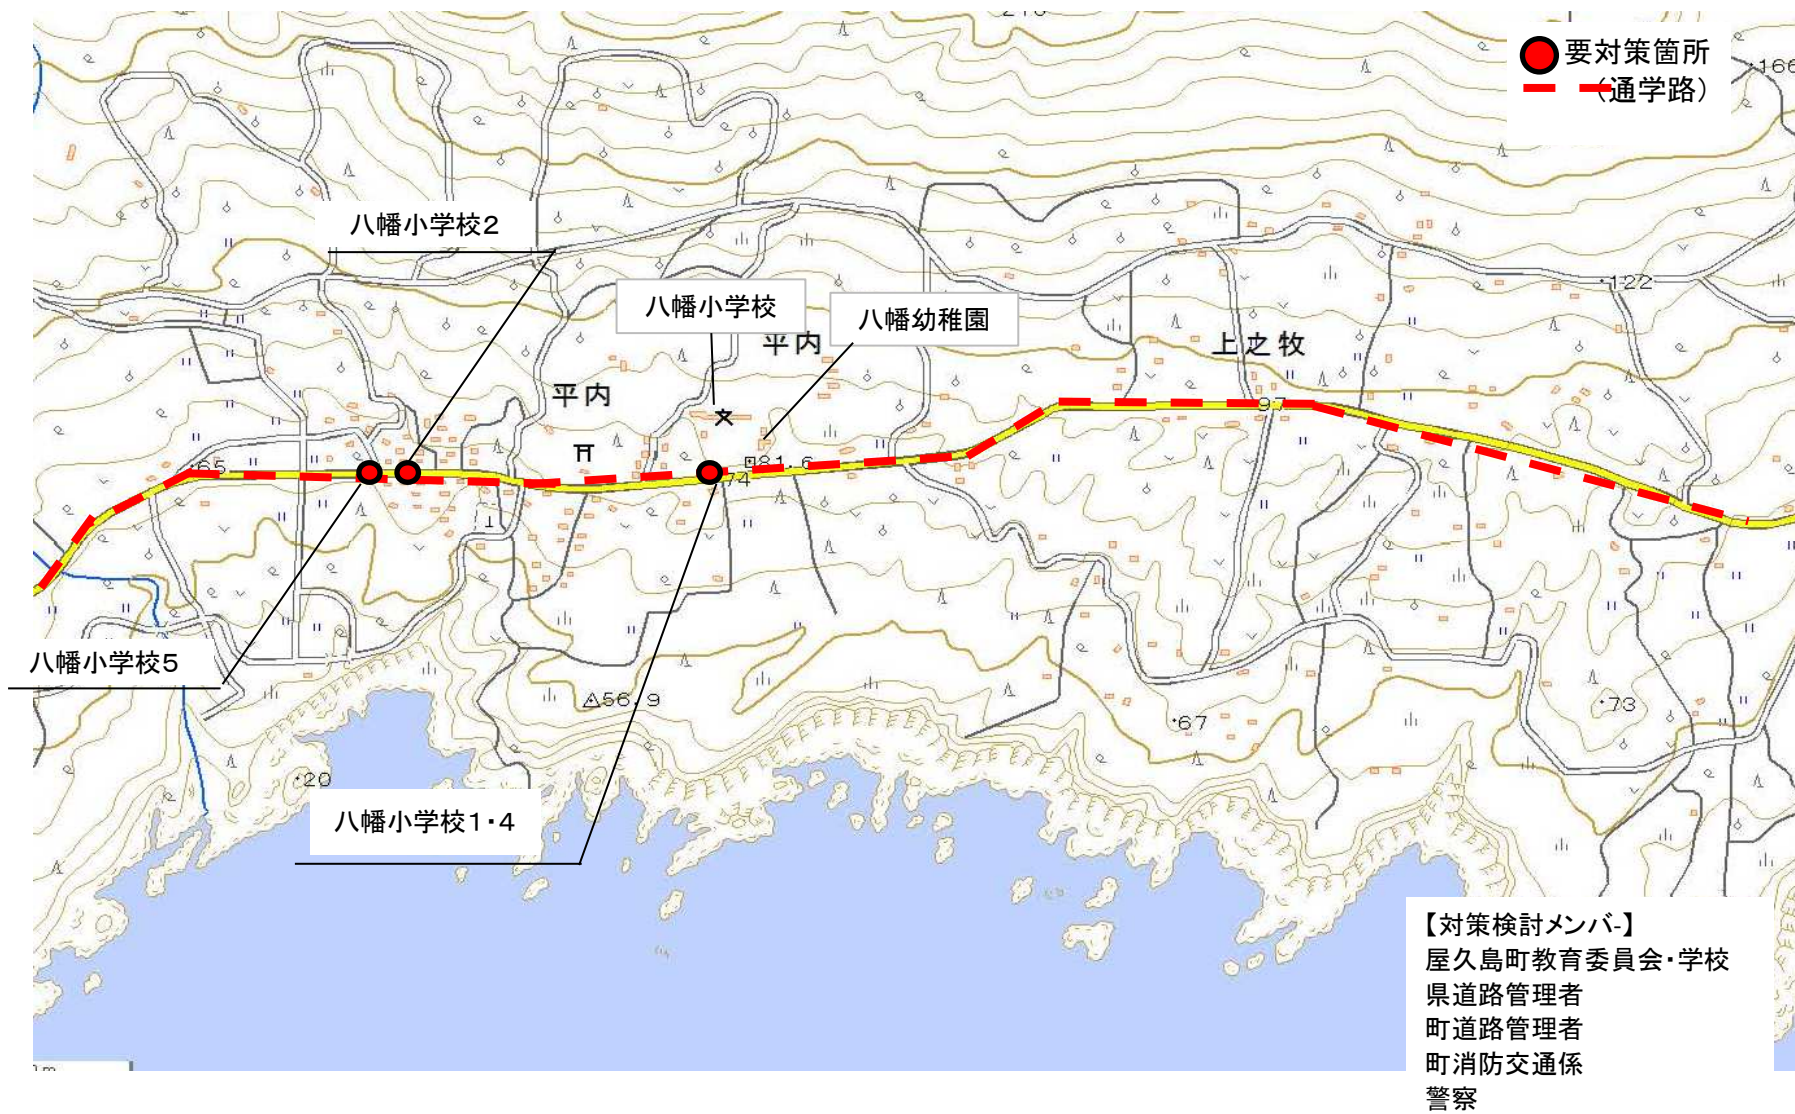 210
要対策箇所
(通学路)
166
八幡小学校2
八幡小学校
八幡幼稚園
平内
上之牧
122
平内
97
65
81.6
74
八幡小学校5
56.9
67
73
20
八幡小学校1・4
【対策検討メンバ-】
屋久島町教育委員会・学校
県道路管理者
町道路管理者
町消防交通係
警察